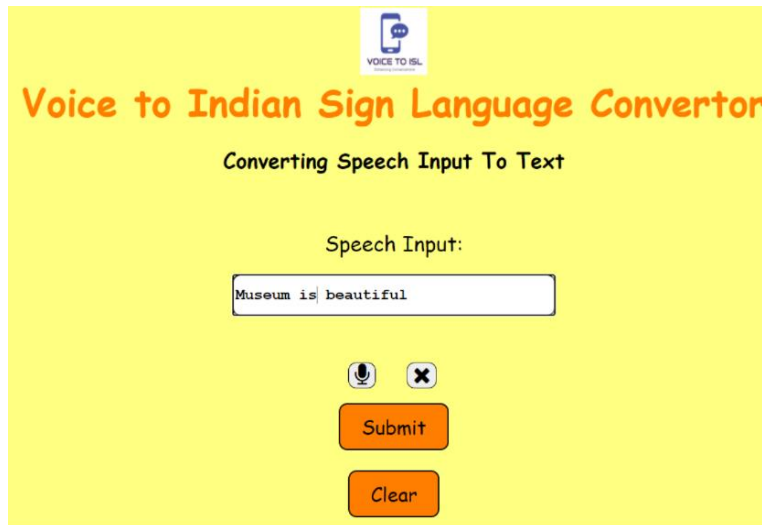 VOICE TO ISL
Voice to Indian Sign Language Convertor
Converting Speech Input To Text
Speech Input:
Museum is beautiful
Submit
Clear